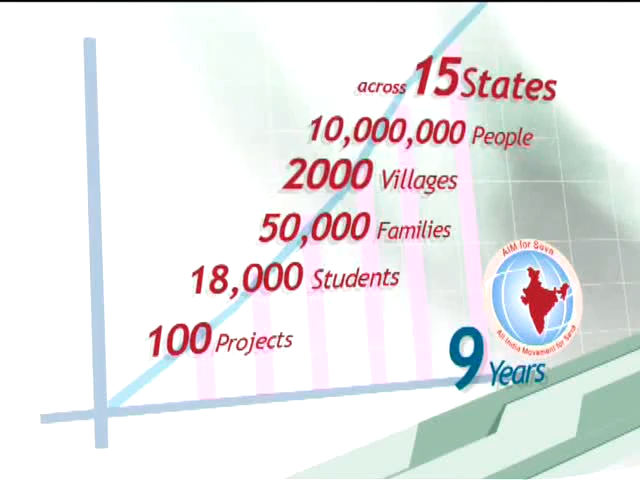 across 15 States
10,000,000 People
2000 Villages
50,000 Families
18,000 Students
100 Projects
AIM for Seva
All India Movement for Seva
9 Years